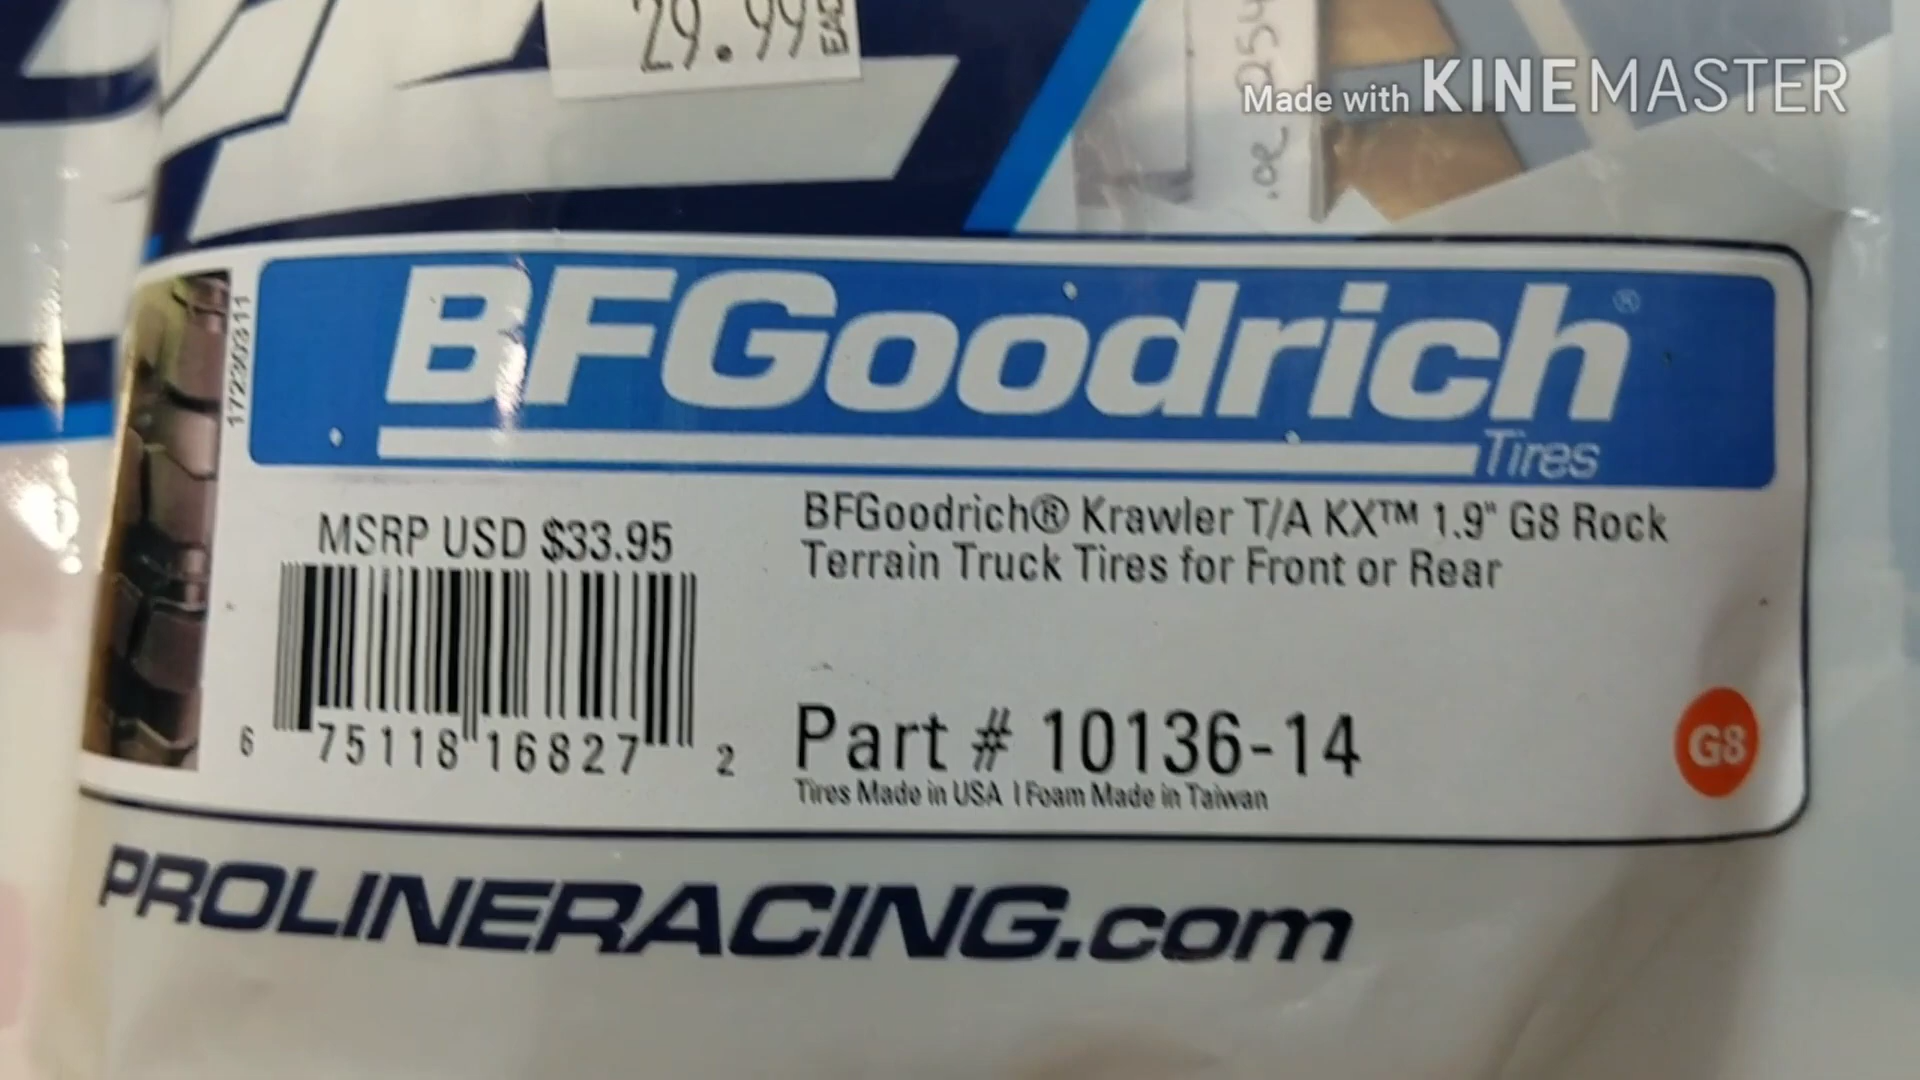 29.99 EAC
Made with KINEMASTER
17230311
BFGoodrich®
Tires
MSRP USD $33.95
BFGoodrich® Krawler T/A KX™ 1.9" G8 Rock
Terrain Truck Tires for Front or Rear
6 75118 16827 2
Part # 10136-14
G8
Tires Made in USA | Foam Made in Taiwan
PROLINERACING.com